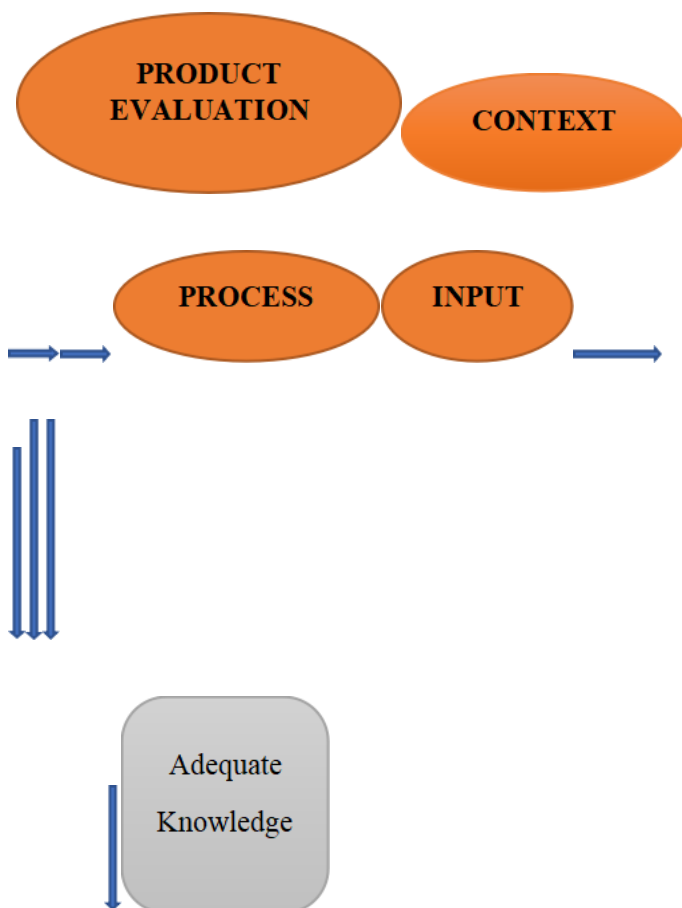 PRODUCT
EVALUATION
CONTEXT
PROCESS
INPUT
Adequate
Knowledge